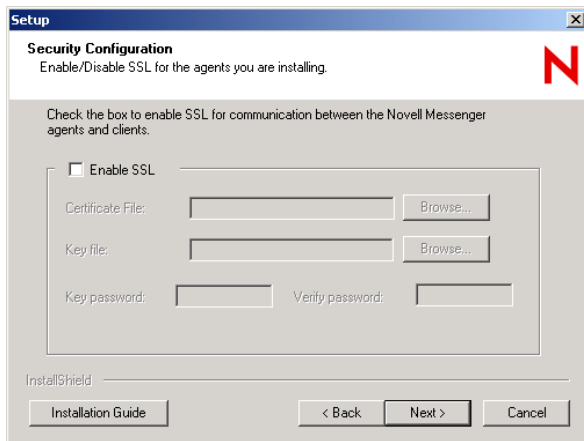 Setup
Security Configuration
Enable/Disable SSL for the agents you are installing.
N
Check the box to enable SSL for communication between the Novell Messenger
agents and clients.
Enable SSL
Certificate File:
Browse...
Key file:
Browse...
Key password:
Verify password:
InstallShield
Installation Guide
< Back
Next >
Cancel